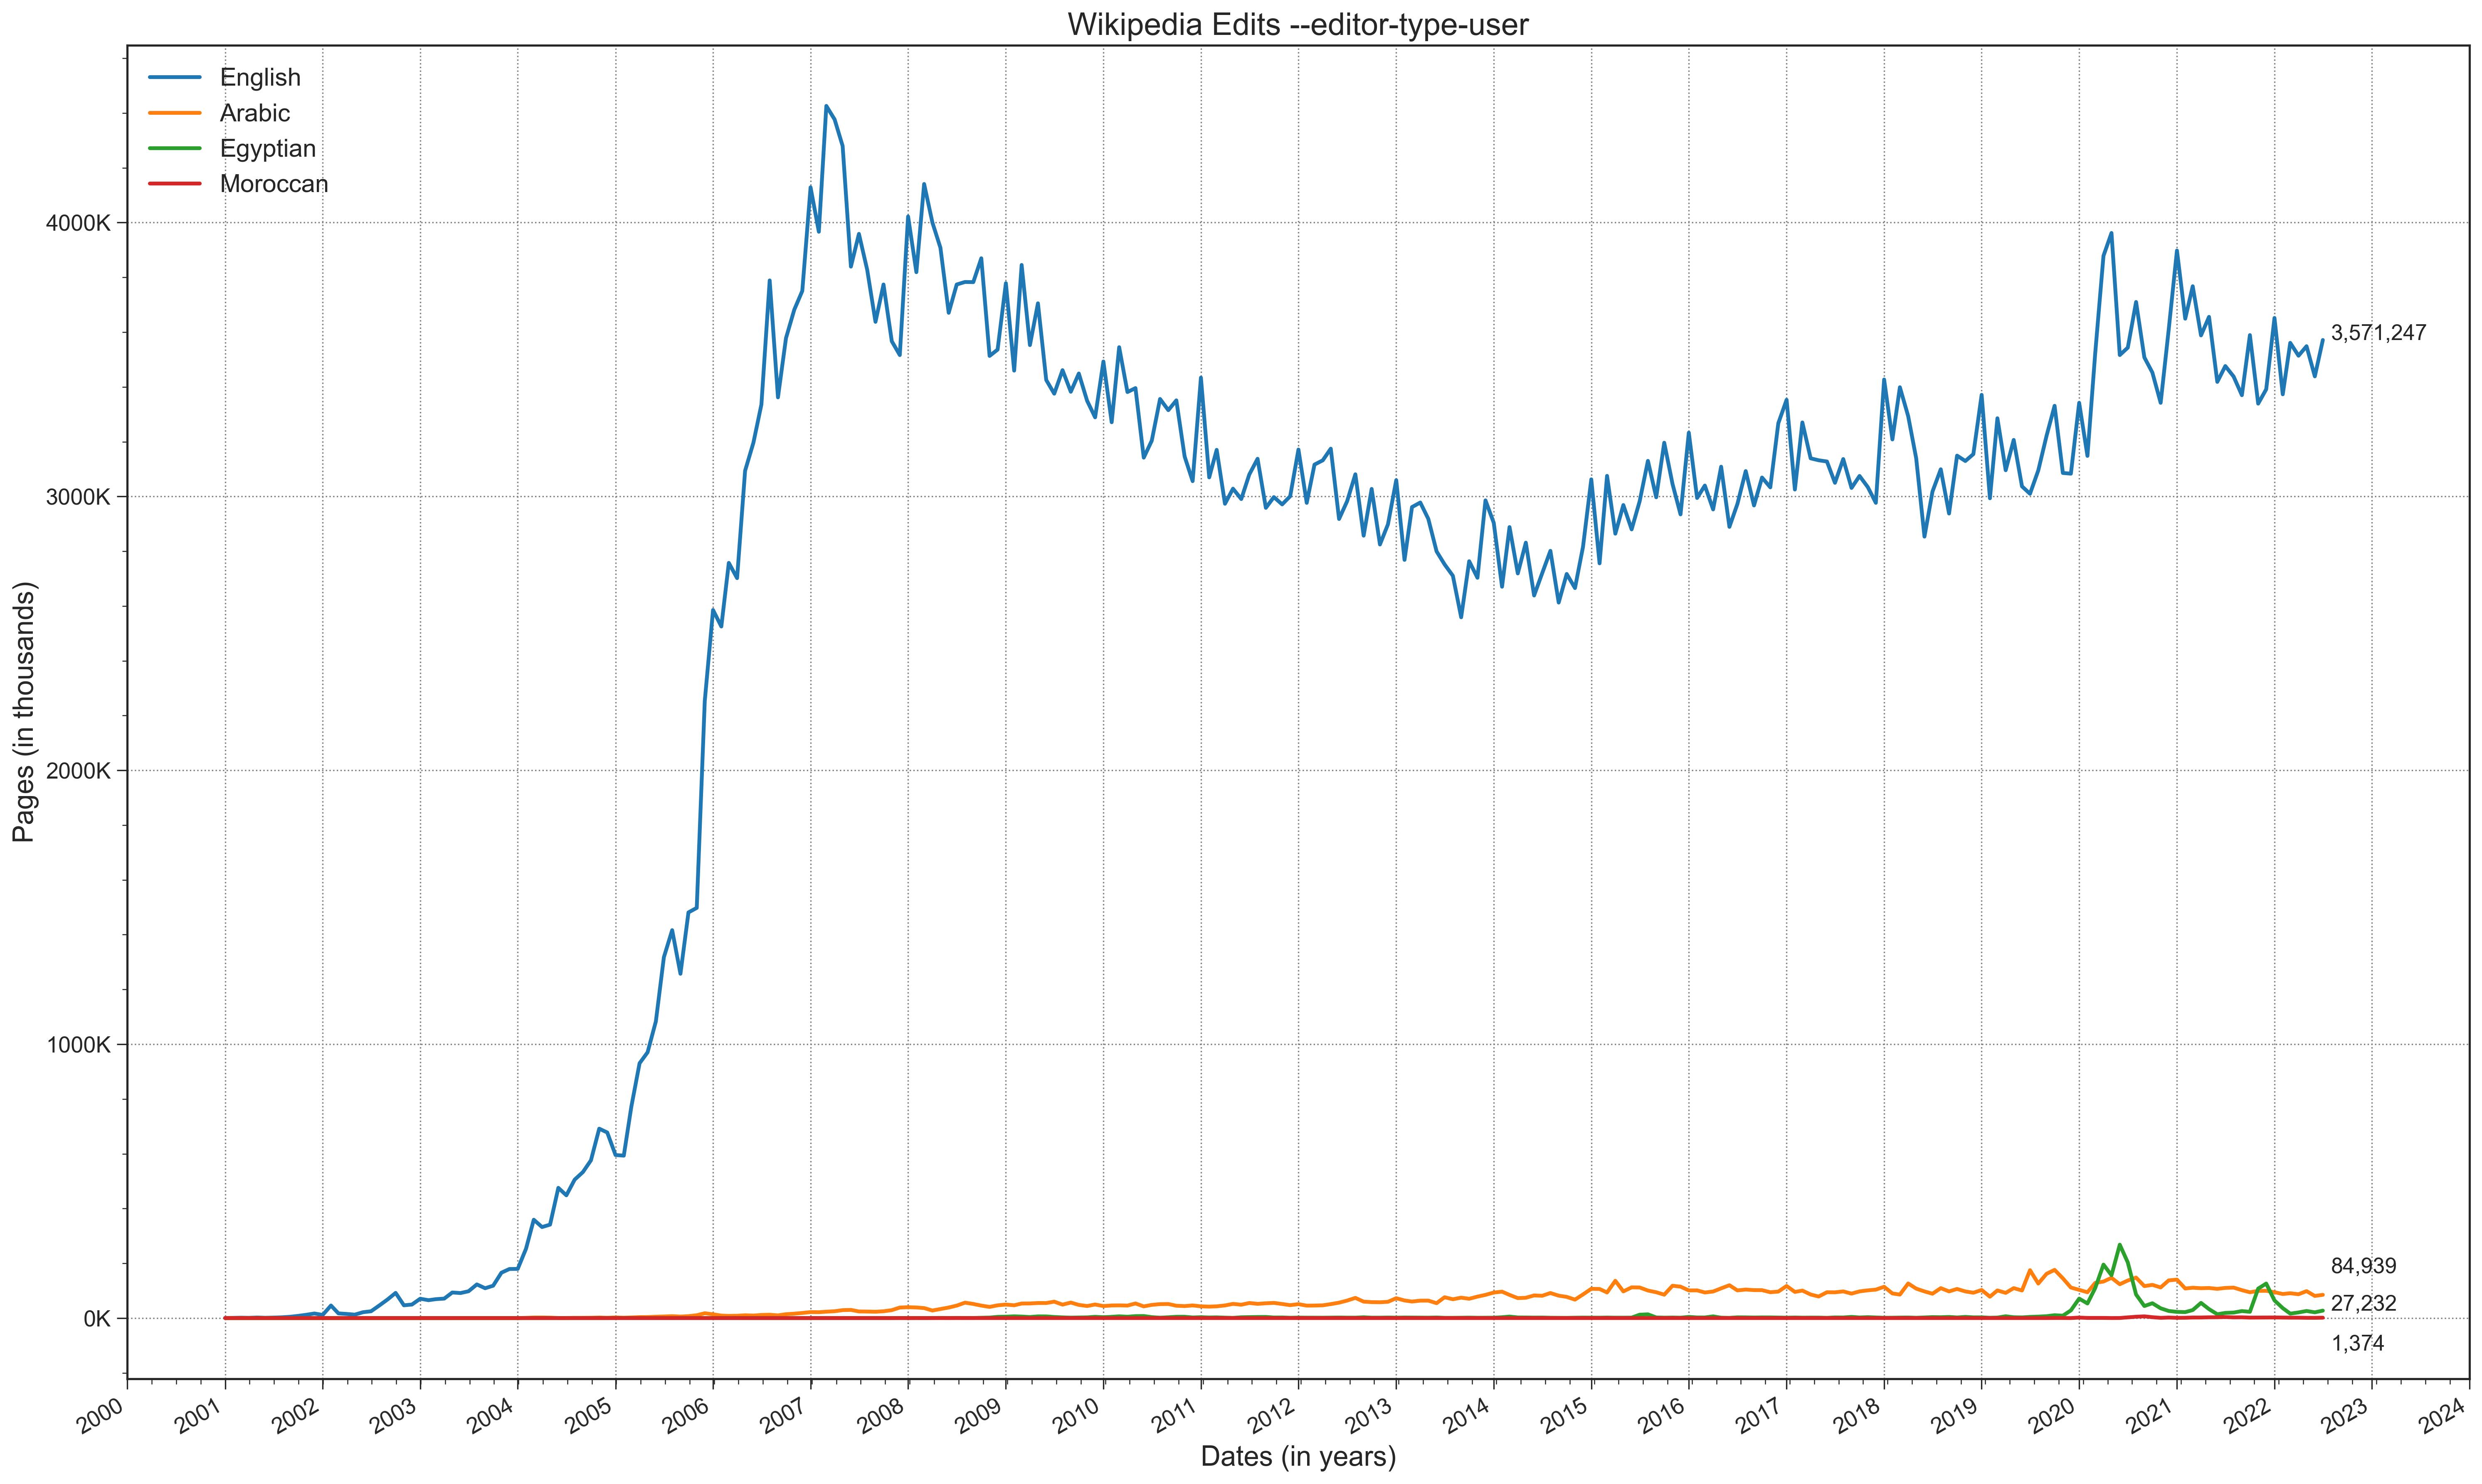 Wikipedia Edits --editor-type-user
English
Arabic
Egyptian
Moroccan
4000K
3000K
2000K
1000K
0K
Pages (in thousands)
3,571,247
84,939
27,232
1,374
2000 2001 2002 2003 2004 2005 2006 2007 2008 2009 2010 2011 2012 2013 2014 2015 2016 2017 2018 2019 2020 2021 2022 2023 2024
Dates (in years)